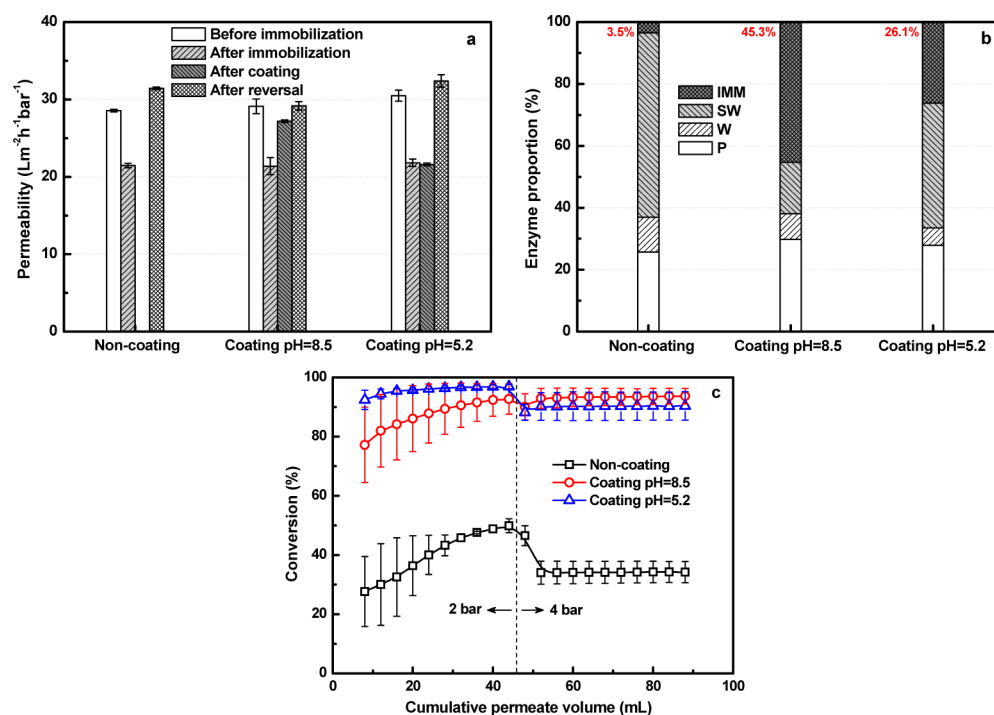 a
Before immobilization
After immobilization
After coating
After reversal
Permeability (Lm⁻²h⁻¹bar⁻¹)
40
30
20
10
0
Non-coating
Coating pH=8.5
Coating pH=5.2
b
3.5%
45.3%
26.1%
IMM
SW
W
P
Enzyme proportion (%)
100
80
60
40
20
0
Non-coating
Coating pH=8.5
Coating pH=5.2
c
Non-coating
Coating pH=8.5
Coating pH=5.2
2 bar
4 bar
Conversion (%)
100
80
60
40
20
0
0
20
40
60
80
100
Cumulative permeate volume (mL)